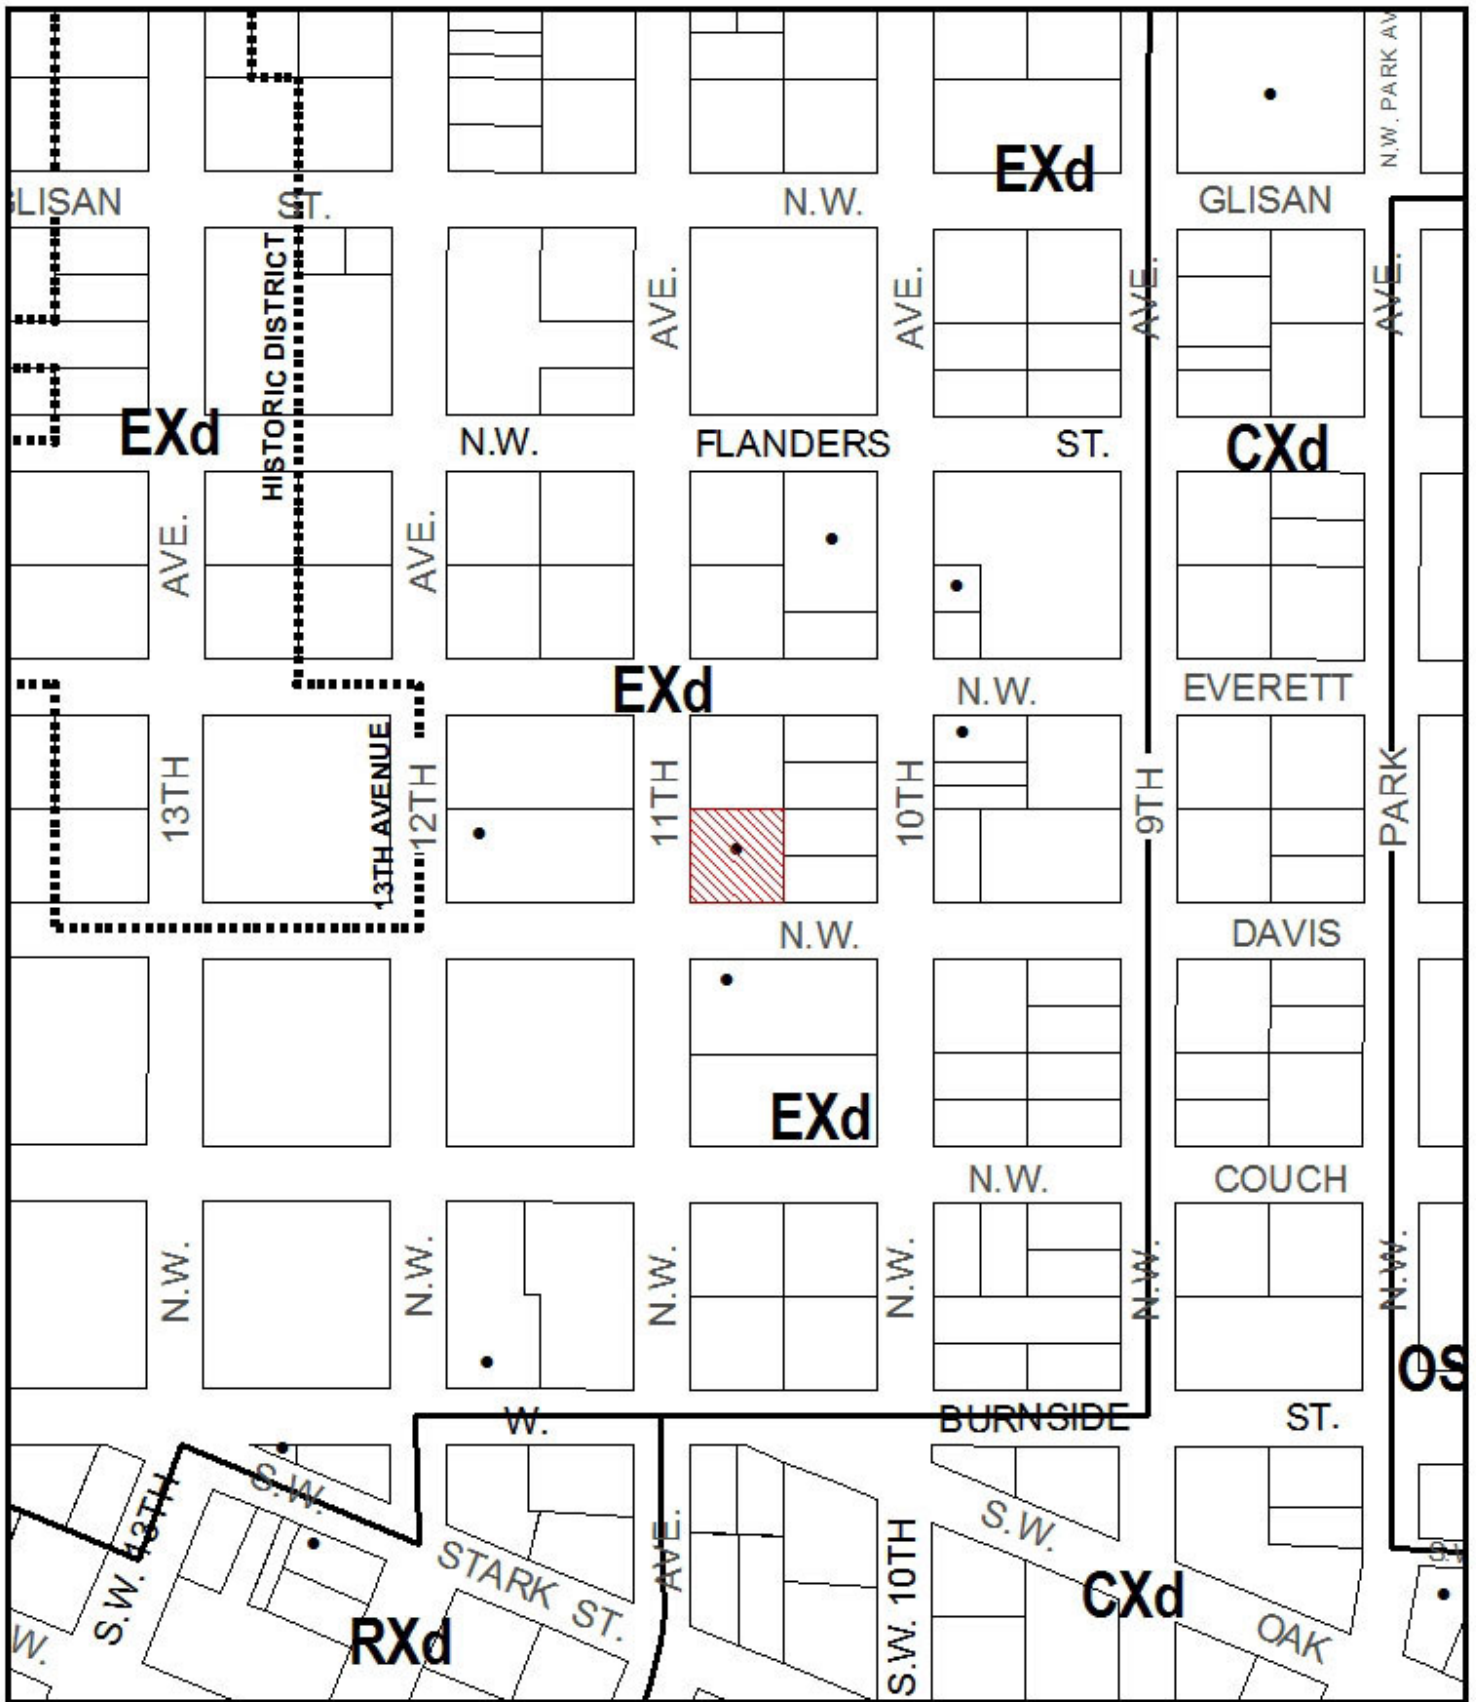 N.W. PARK AV
EXd
GLISAN
ST.
N.W.
GLISAN
HISTORIC DISTRICT
AVE.
AVE.
AVE.
AVE.
EXd
N.W.
FLANDERS
ST.
CXd
AVE.
AVE.
EXd
N.W.
EVERETT
13TH
13TH AVENUE
12TH
11TH
10TH
9TH
PARK
N.W.
DAVIS
EXd
N.W.
COUCH
N.W.
N.W.
N.W.
N.W.
N.W.
N.W.
OS
W.
BURNSIDE
ST.
S.W.
S.W. 13TH
STARK ST.
AVE.
S.W. 10TH
S.W.
OAK
CXd
S.W
RXd
W.